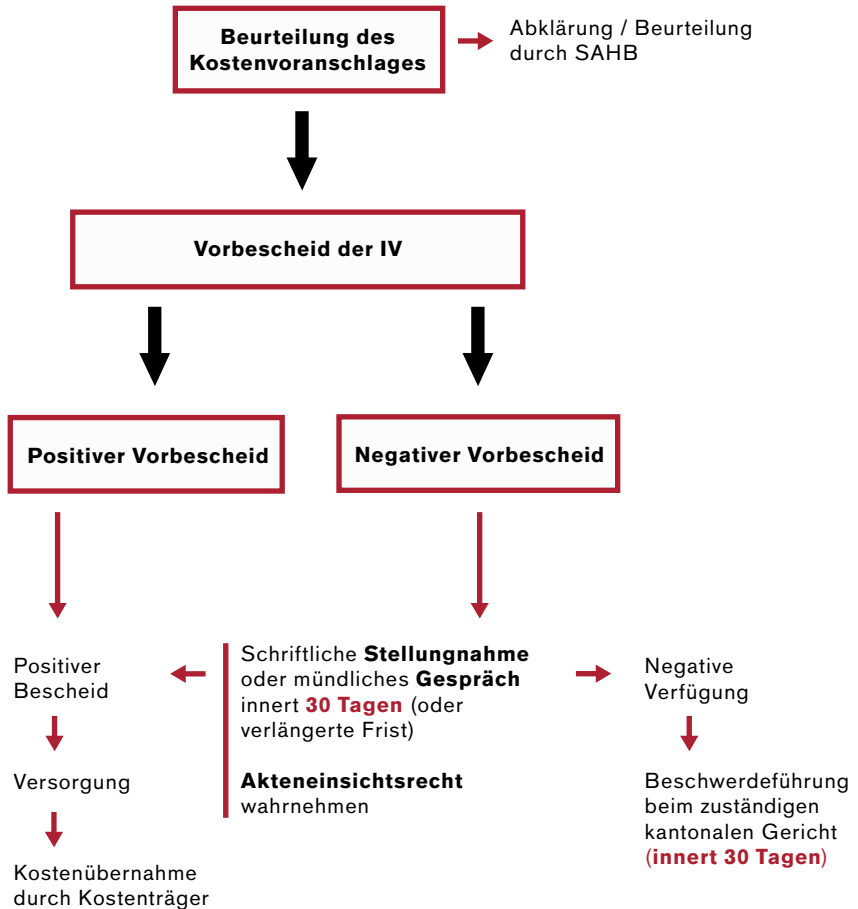 Beurteilung des
Kostenvoranschlages
Abklärung / Beurteilung
durch SAHB
Vorbescheid der IV
Positiver Vorbescheid
Negativer Vorbescheid
Positiver
Bescheid
Schriftliche Stellungnahme
oder mündliches Gespräch
innert 30 Tagen (oder
verlängerte Frist)
Akteneinsichtsrecht
wahrnehmen
Negative
Verfügung
Versorgung
Beschwerdeführung
beim zuständigen
kantonalen Gericht
(innert 30 Tagen)
Kostenübernahme
durch Kostenträger